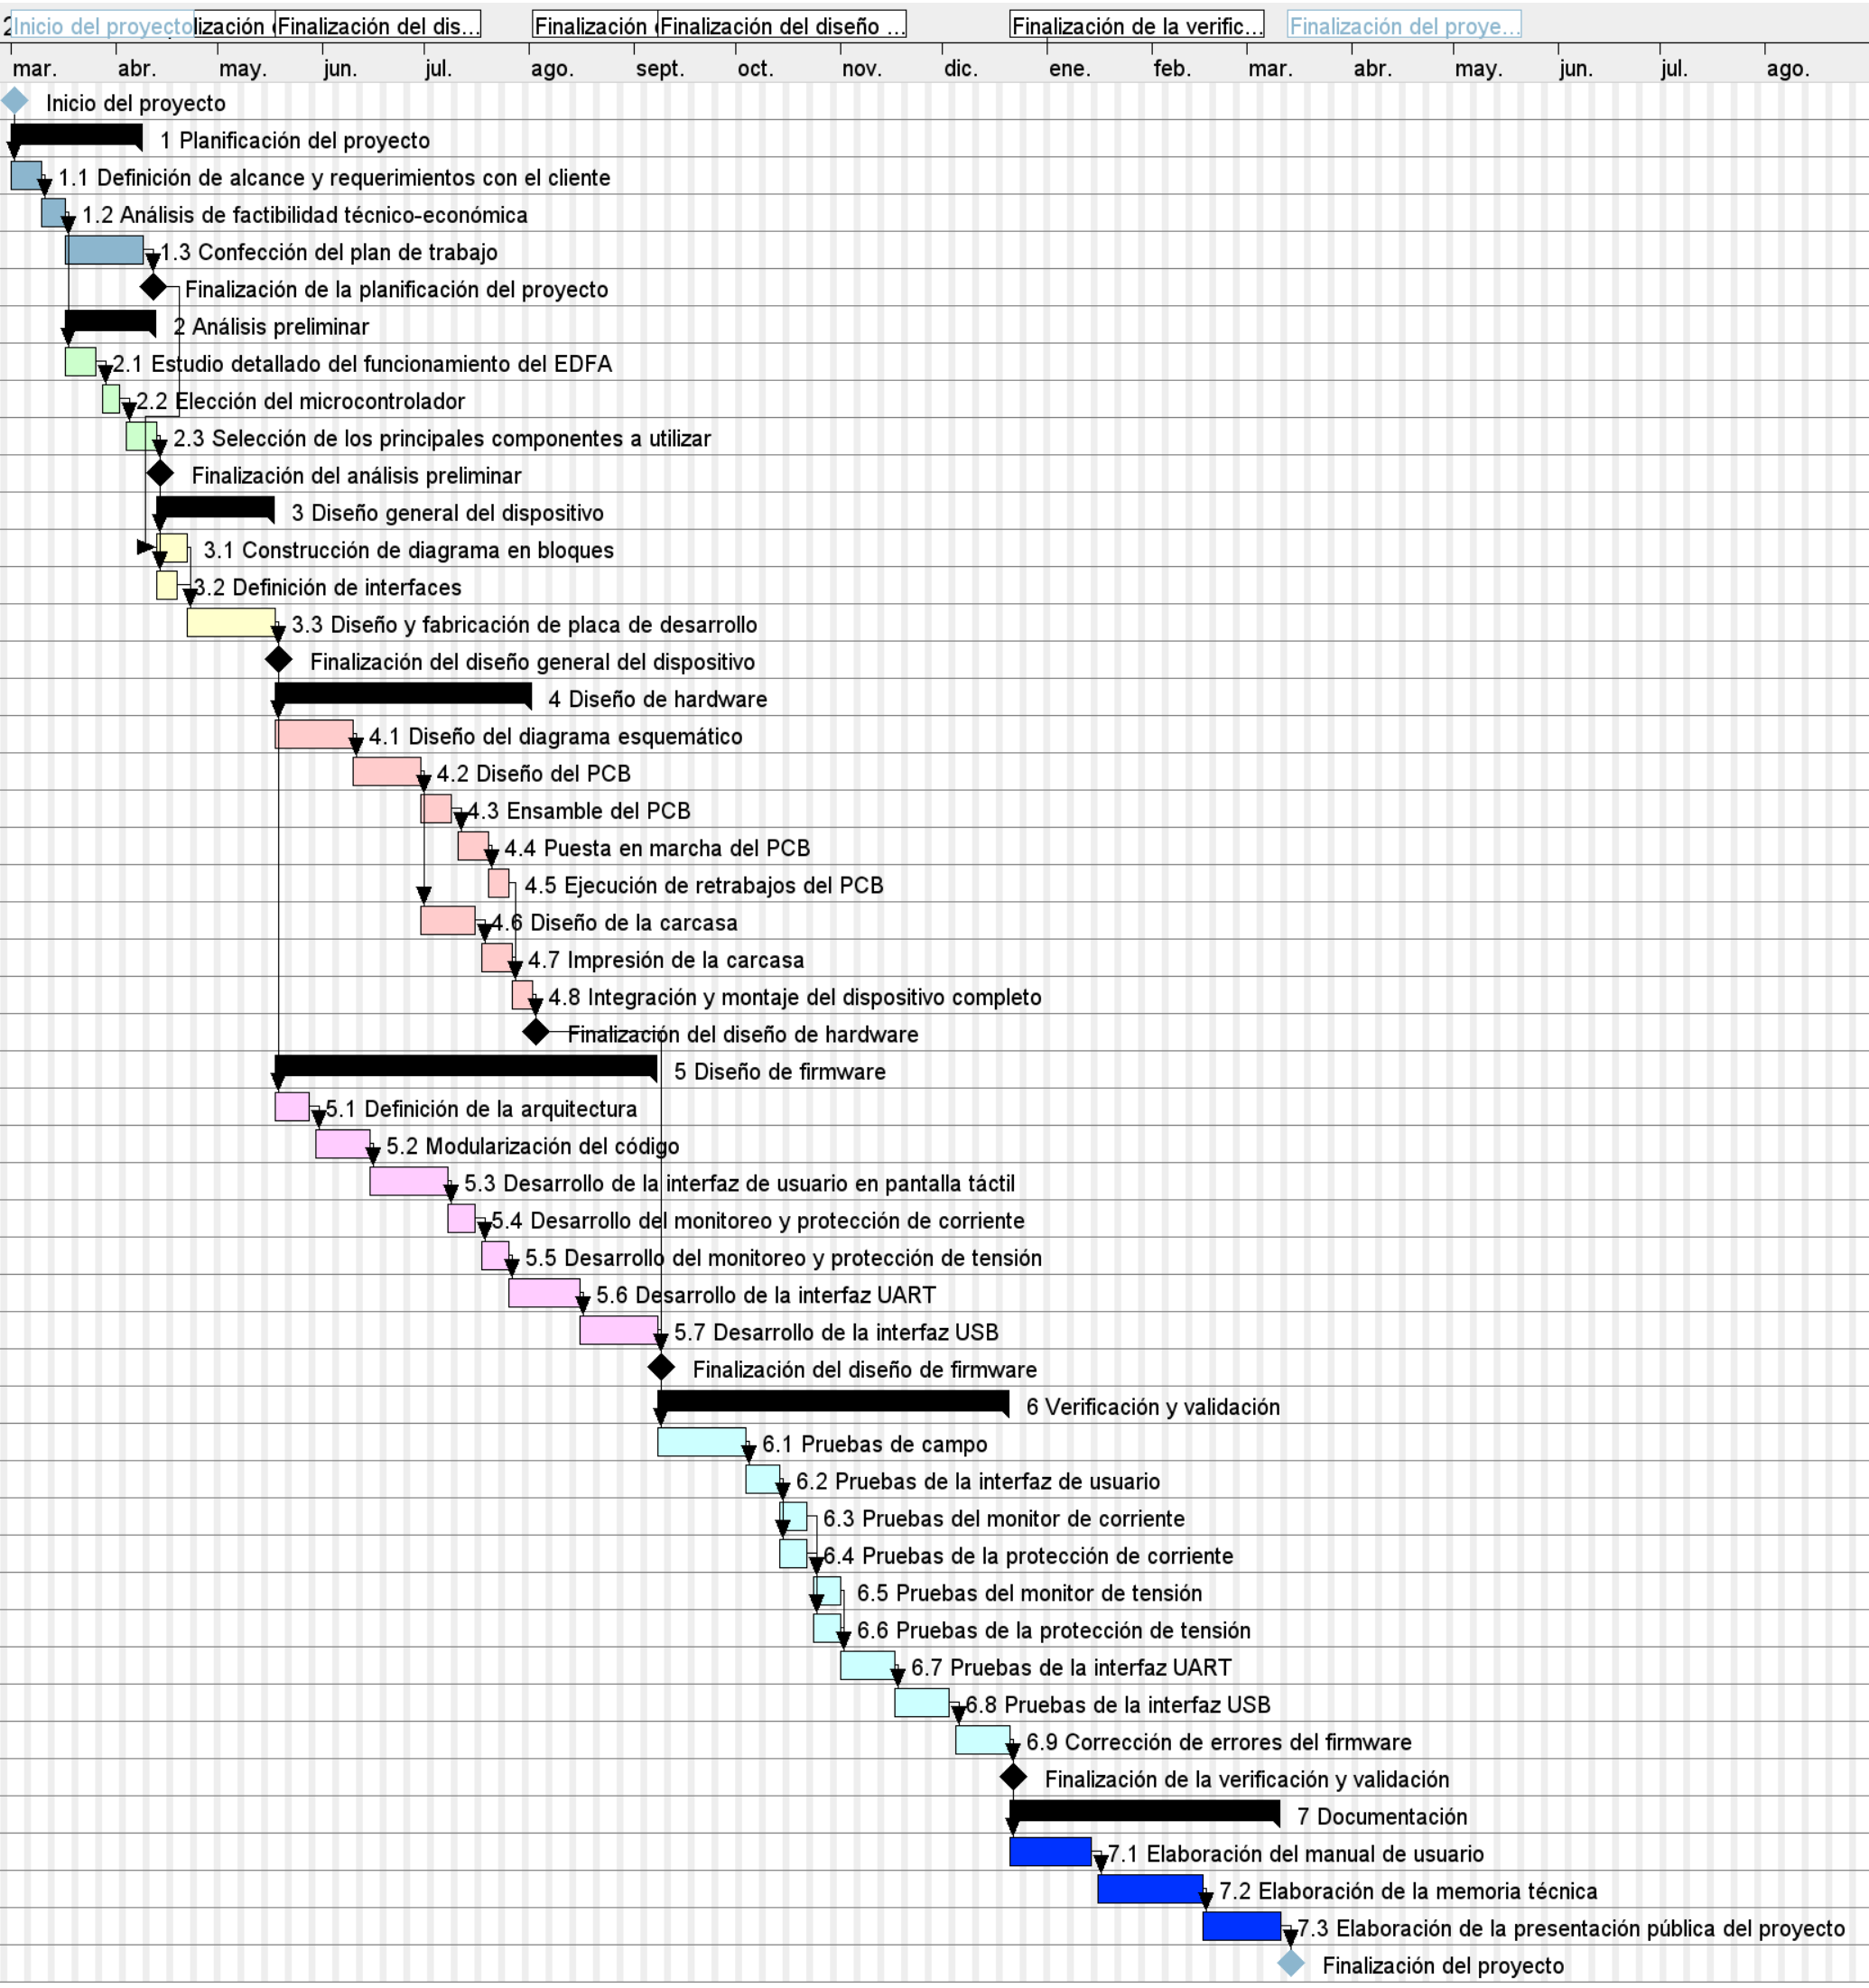 Inicio del proyecto
lización
Finalización del dis...
Finalización
Finalización del diseño ...
Finalización de la verific...
Finalización del proye...
mar. abr. may. jun. jul. ago. sept. oct. nov. dic. ene. feb. mar. abr. may. jun. jul. ago.
Inicio del proyecto
1 Planificación del proyecto
1.1 Definición de alcance y requerimientos con el cliente
1.2 Análisis de factibilidad técnico-económica
1.3 Confección del plan de trabajo
Finalización de la planificación del proyecto
2 Análisis preliminar
2.1 Estudio detallado del funcionamiento del EDFA
2.2 Elección del microcontrolador
2.3 Selección de los principales componentes a utilizar
Finalización del análisis preliminar
3 Diseño general del dispositivo
3.1 Construcción de diagrama en bloques
3.2 Definición de interfaces
3.3 Diseño y fabricación de placa de desarrollo
Finalización del diseño general del dispositivo
4 Diseño de hardware
4.1 Diseño del diagrama esquemático
4.2 Diseño del PCB
4.3 Ensamble del PCB
4.4 Puesta en marcha del PCB
4.5 Ejecución de retrabajos del PCB
4.6 Diseño de la carcasa
4.7 Impresión de la carcasa
4.8 Integración y montaje del dispositivo completo
Finalización del diseño de hardware
5 Diseño de firmware
5.1 Definición de la arquitectura
5.2 Modularización del código
5.3 Desarrollo de la interfaz de usuario en pantalla táctil
5.4 Desarrollo del monitoreo y protección de corriente
5.5 Desarrollo del monitoreo y protección de tensión
5.6 Desarrollo de la interfaz UART
5.7 Desarrollo de la interfaz USB
Finalización del diseño de firmware
6 Verificación y validación
6.1 Pruebas de campo
6.2 Pruebas de la interfaz de usuario
6.3 Pruebas del monitor de corriente
6.4 Pruebas de la protección de corriente
6.5 Pruebas del monitor de tensión
6.6 Pruebas de la protección de tensión
6.7 Pruebas de la interfaz UART
6.8 Pruebas de la interfaz USB
6.9 Corrección de errores del firmware
Finalización de la verificación y validación
7 Documentación
7.1 Elaboración del manual de usuario
7.2 Elaboración de la memoria técnica
7.3 Elaboración de la presentación pública del proyecto
Finalización del proyecto